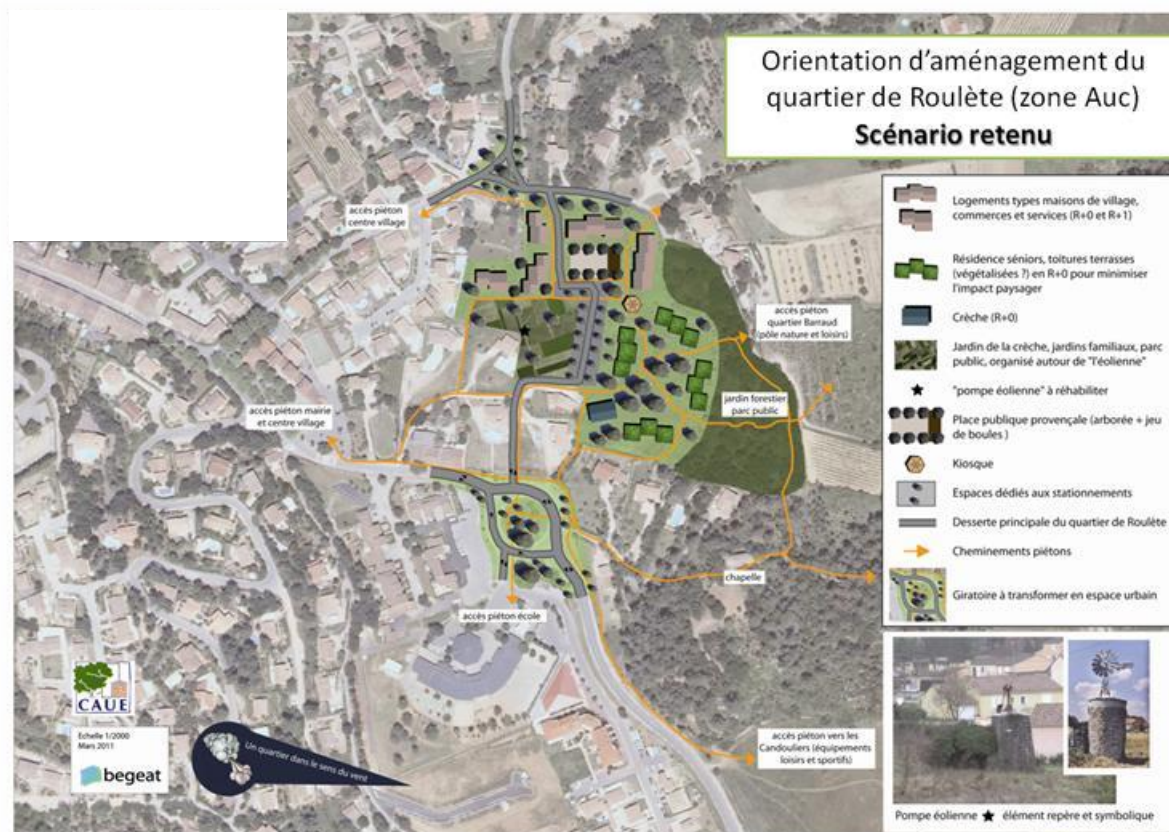 Orientation d'aménagement du
quartier de Roulète (zone Auc)
Scénario retenu
Logements types maisons de village,
commerces et services (R+0 et R+1)
Résidence séniors, toitures terrasses
(végétalisées ?) en R+0 pour minimiser
l'impact paysager
Crèche (R+0)
Jardin de la crèche, jardins familiaux, parc
public, organisé autour de "l'éolienne"
"pompe éolienne" à réhabiliter
Place publique provençale (arborée + jeu
de boules )
Kiosque
Espaces dédiés aux stationnements
Desserte principale du quartier de Roulète
Cheminements piétons
Giratoire à transformer en espace urbain
Pompe éolienne ★ élément repère et symbolique
accès piéton
centre village
accès piéton
quartier Barraud
(pôle nature et loisirs)
jardin forestier
parc public
accès piéton mairie
et centre village
chapelle
accès piéton école
accès piéton vers les
Candouliers (équipements
loisirs et sportifs)
CAUE
Echelle 1/2000
Mars 2011
begeat
Un quartier dans le sens du vent